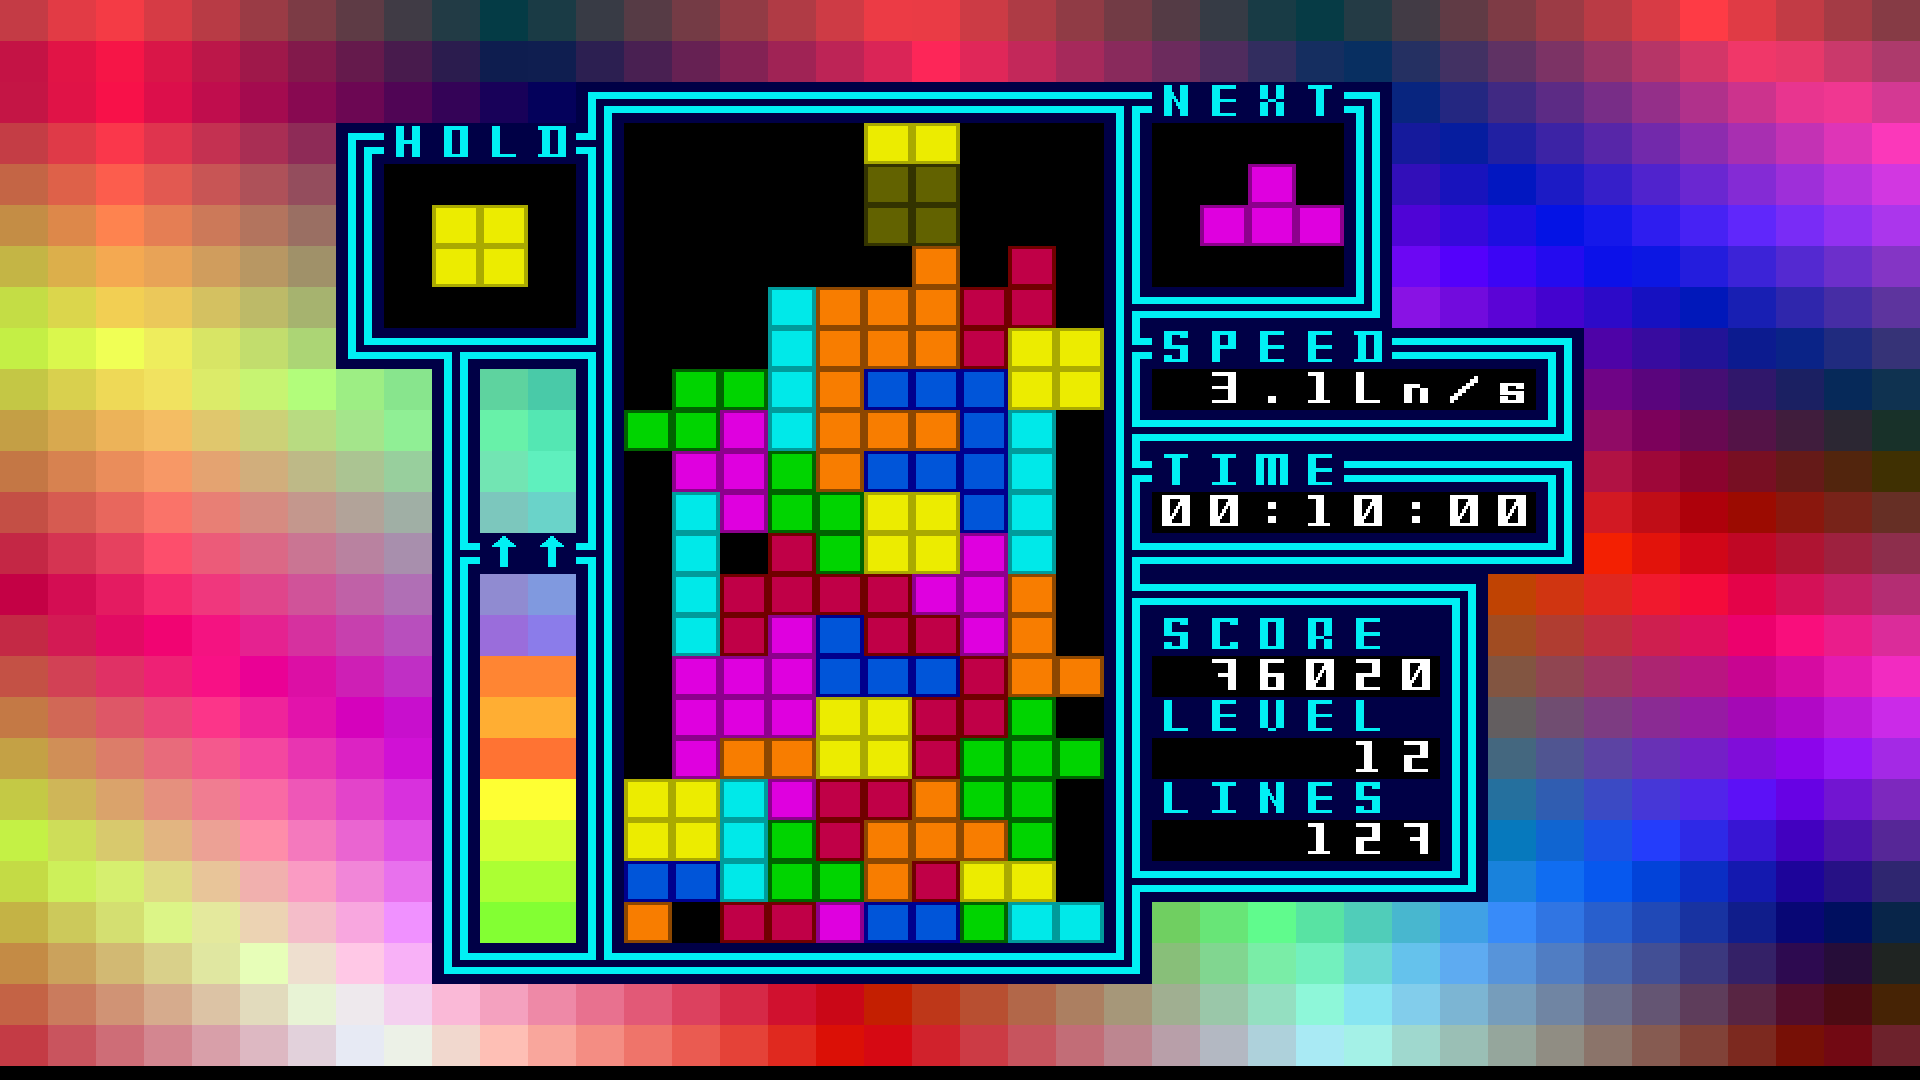 HOLD
NEXT
SPEED
3.1Ln/s
TIME
00:10:00
SCORE
76020
LEVEL
12
LINES
127